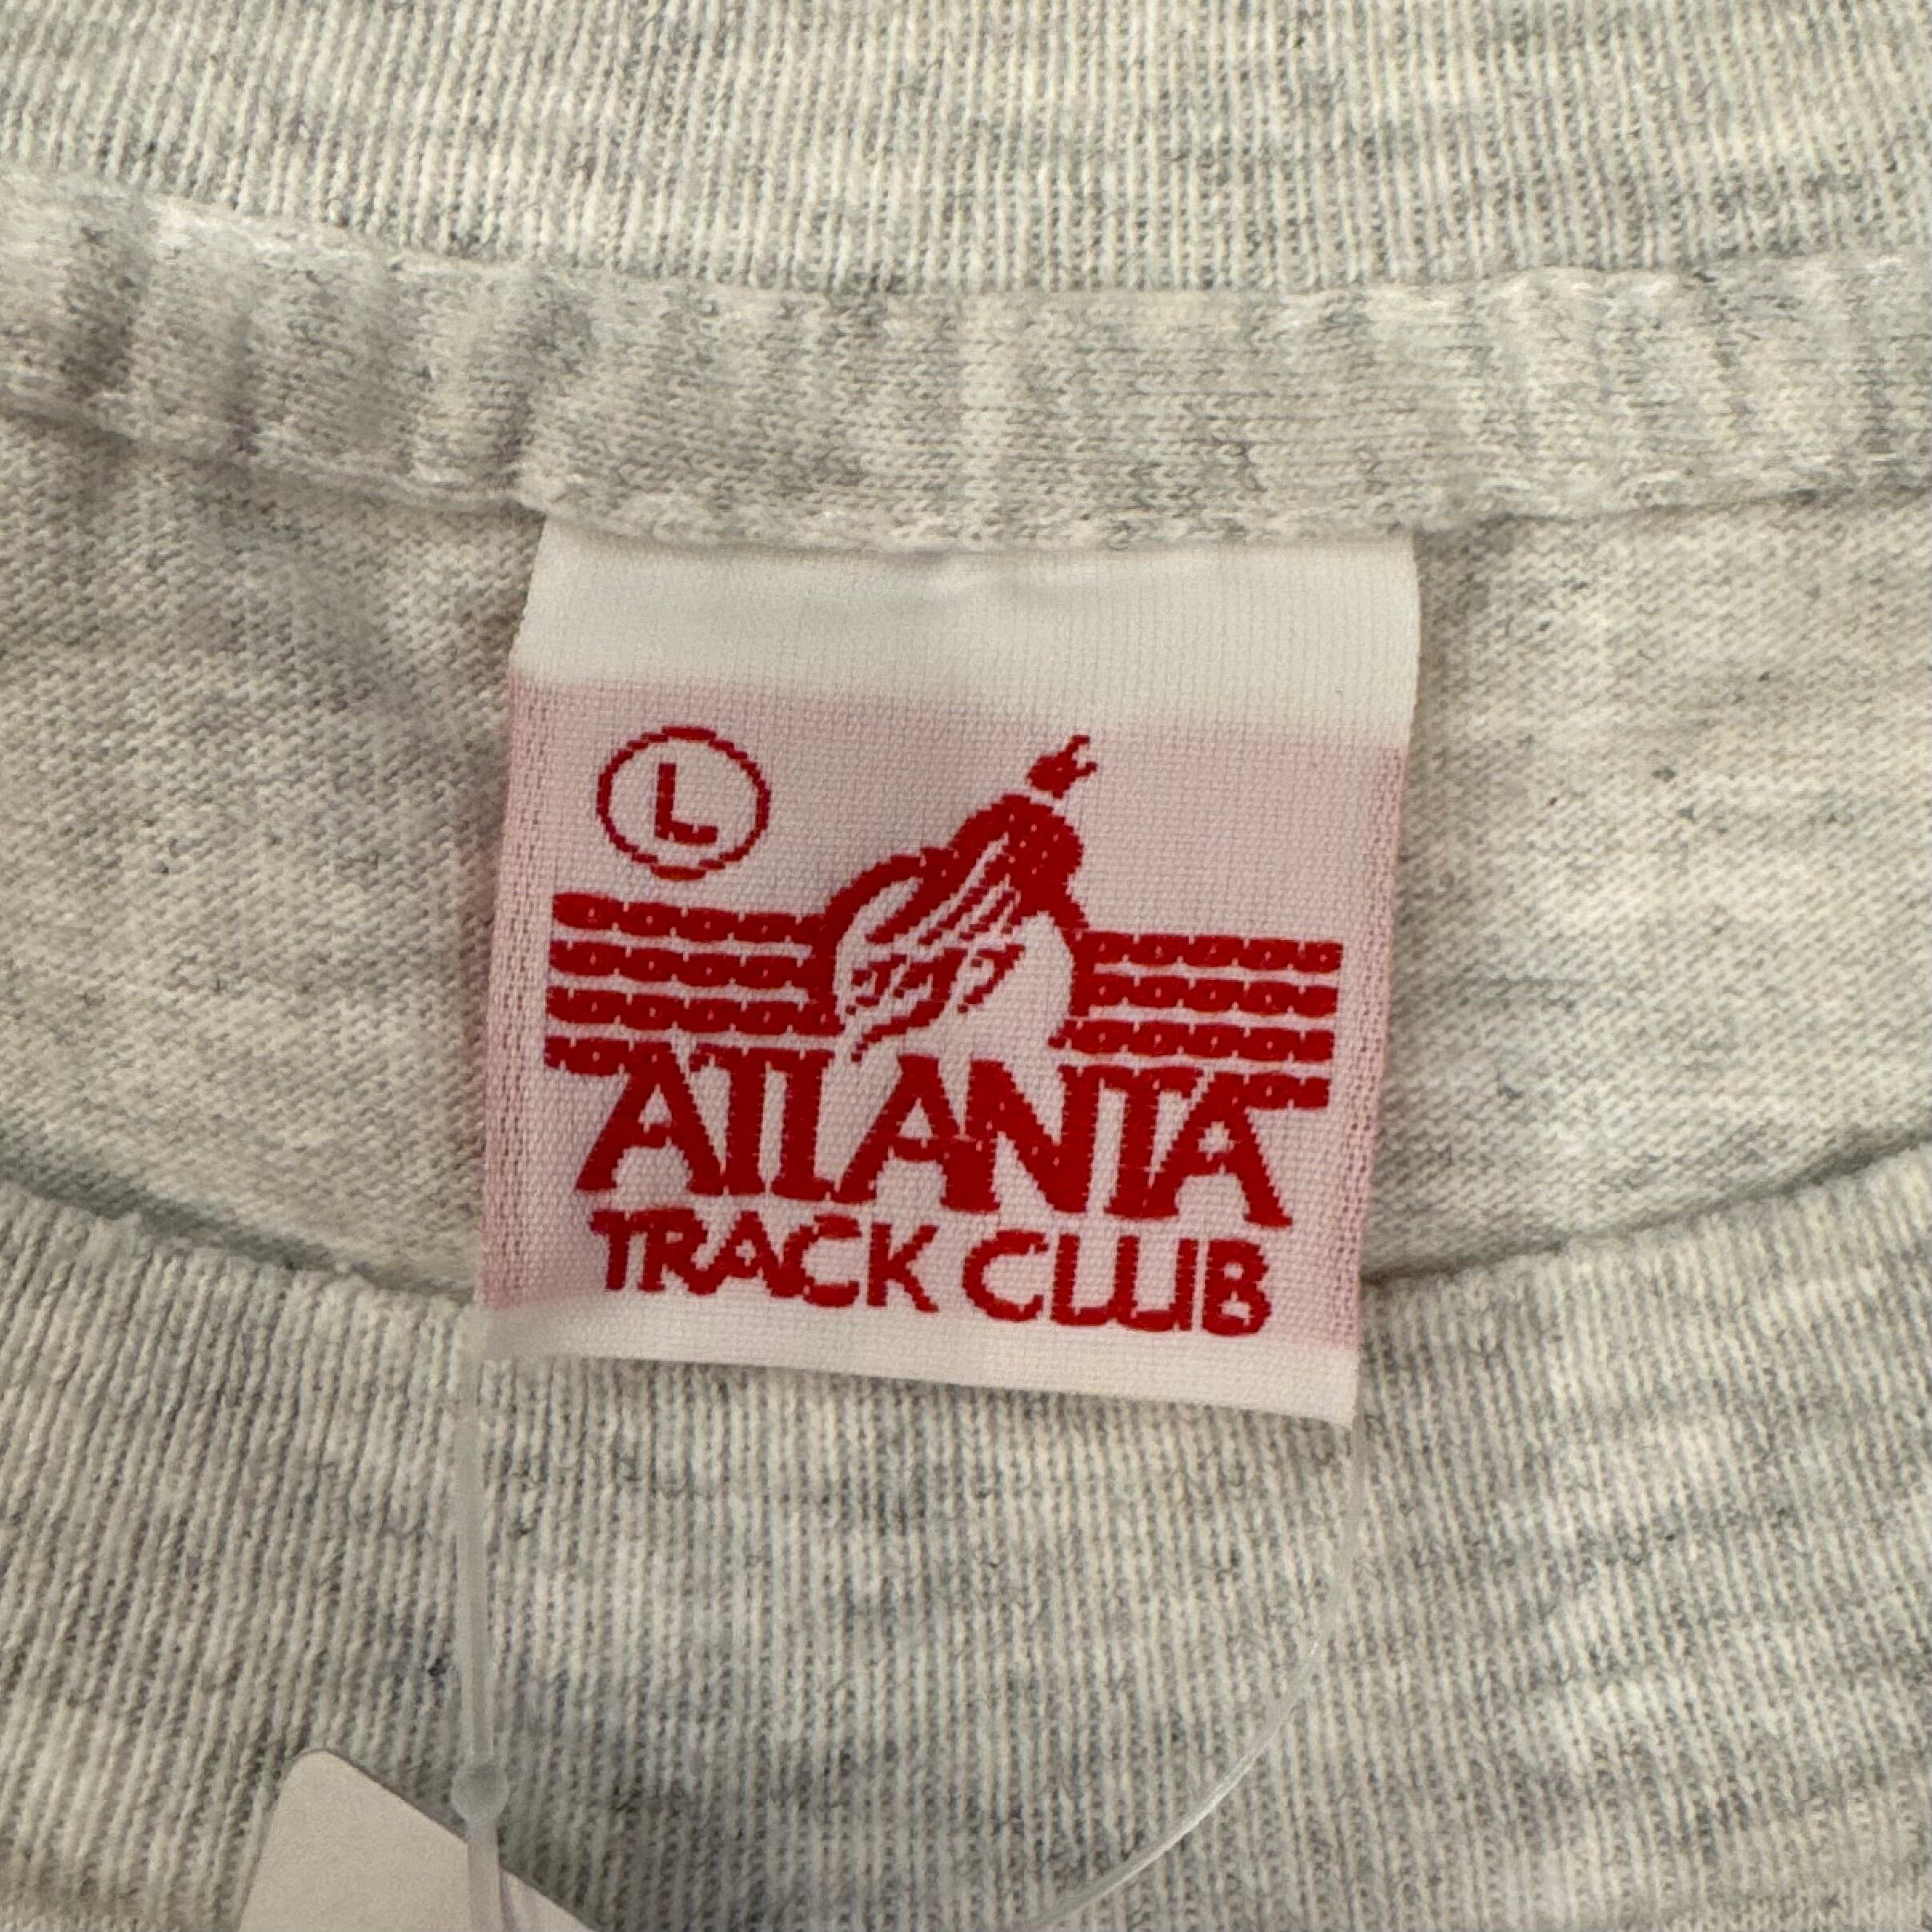 L
ATLANTA
TRACK CLUB